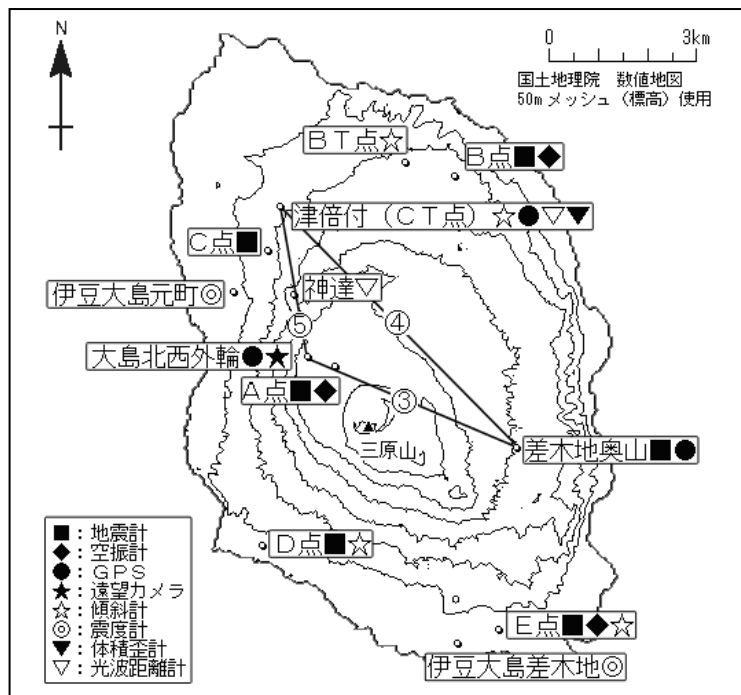 N
0 3km
国土地理院 数値地図
50mメッシュ（標高）使用
ＢＴ点☆
Ｂ点■◆
津倍付（ＣＴ点）☆●▽▼
Ｃ点■
伊豆大島元町◎
神達▽
⑤
④
大島北西外輪●★
Ａ点■◆
③
三原山
差木地奥山■●
Ｄ点■☆
Ｅ点■◆☆
伊豆大島差木地◎
■：地震計
◆：空振計
●：ＧＰＳ
★：遠望カメラ
☆：傾斜計
◎：震度計
▼：体積歪計
▽：光波距離計